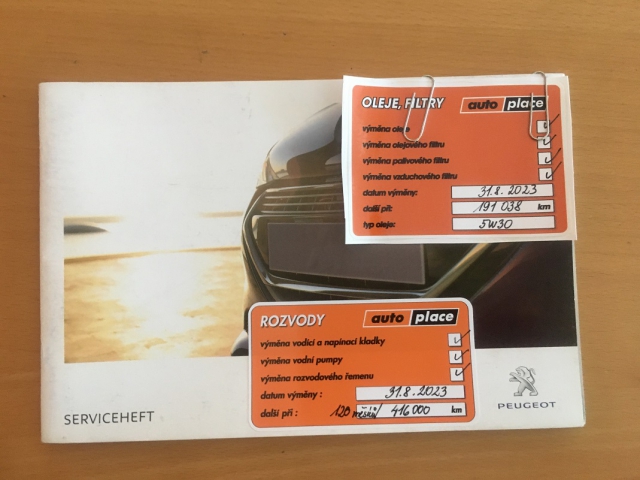 OLEJE, FILTRY auto place
výměna oleje
výměna olejového filtru
výměna palivového filtru
výměna vzduchového filtru
datum výměny: 31.8.2023
další při: 191 038 km
typ oleje: 5W30
ROZVODY auto place
výměna vodící a napínací kladky
výměna vodní pumpy
výměna rozvodového řemenu
datum výměny: 31.8.2023
další při: 120 měsíců/ 416 000 km
SERVICEHEFT
PEUGEOT